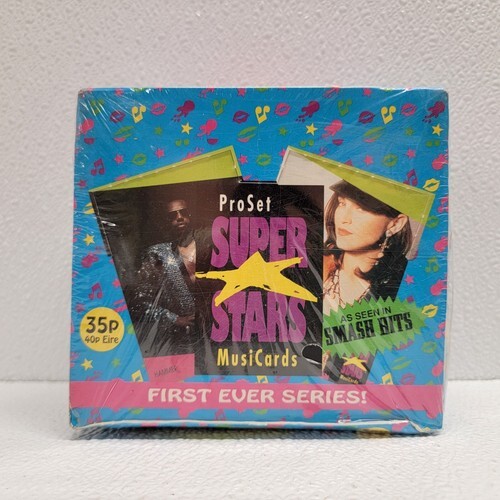 ProSet
SUPER
STARS
MusiCards
35P
40p Eire
AS SEEN IN
SMASH HITS
FIRST EVER SERIES!